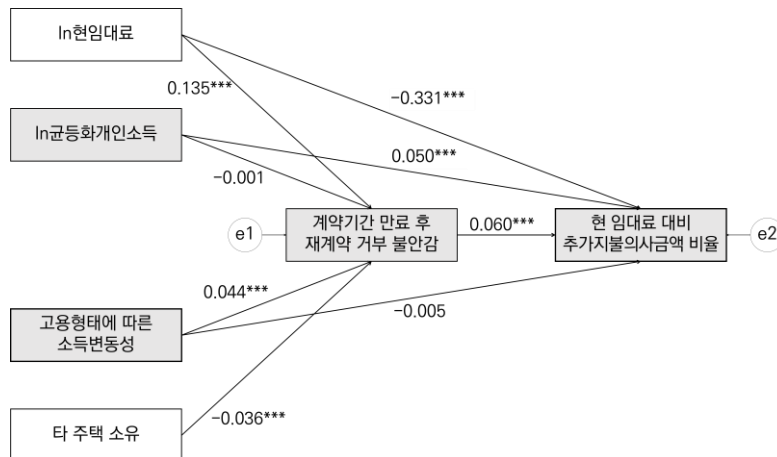 ln현임대료
0.135***
-0.331***
ln균등화개인소득
0.050***
-0.001
e1
계약기간 만료 후
재계약 거부 불안감
0.060***
현 임대료 대비
추가지불의사금액 비율
e2
0.044***
고용형태에 따른
소득변동성
-0.005
-0.036***
타 주택 소유